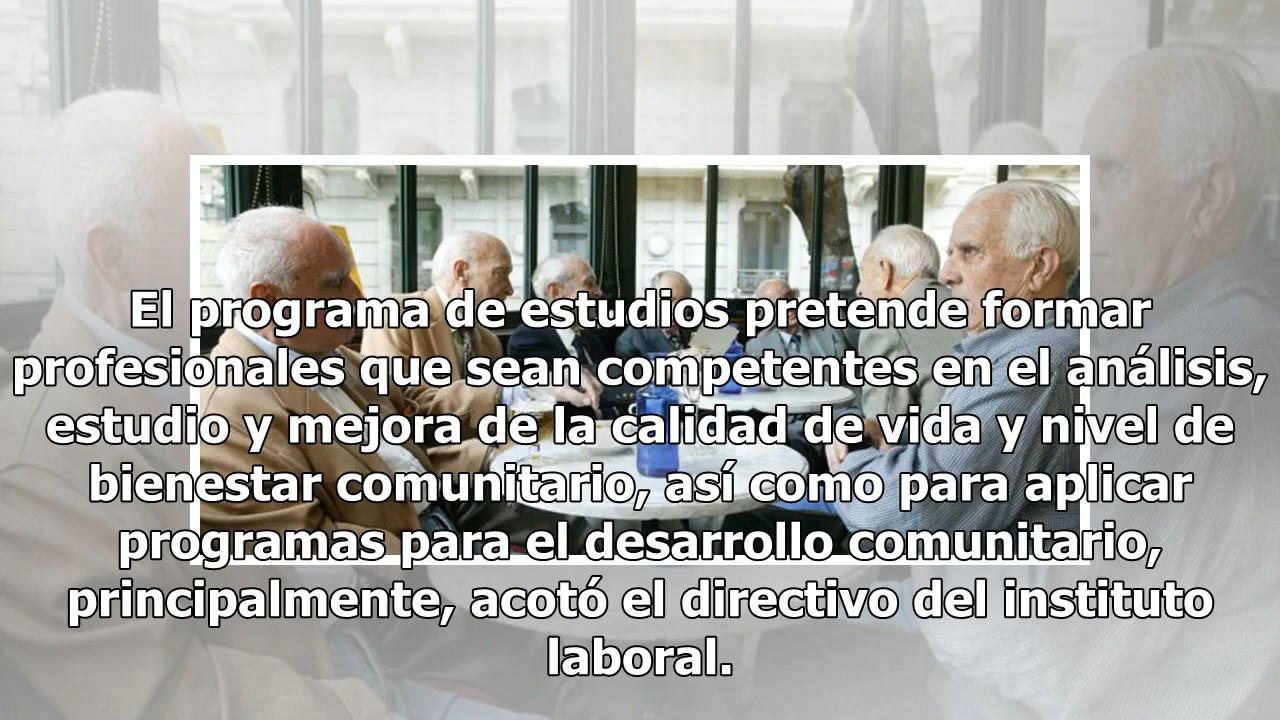 El programa de estudios pretende formar
profesionales que sean competentes en el análisis,
estudio y mejora de la calidad de vida y nivel de
bienestar comunitario, así como para aplicar
programas para el desarrollo comunitario,
principalmente, acotó el directivo del instituto
laboral.